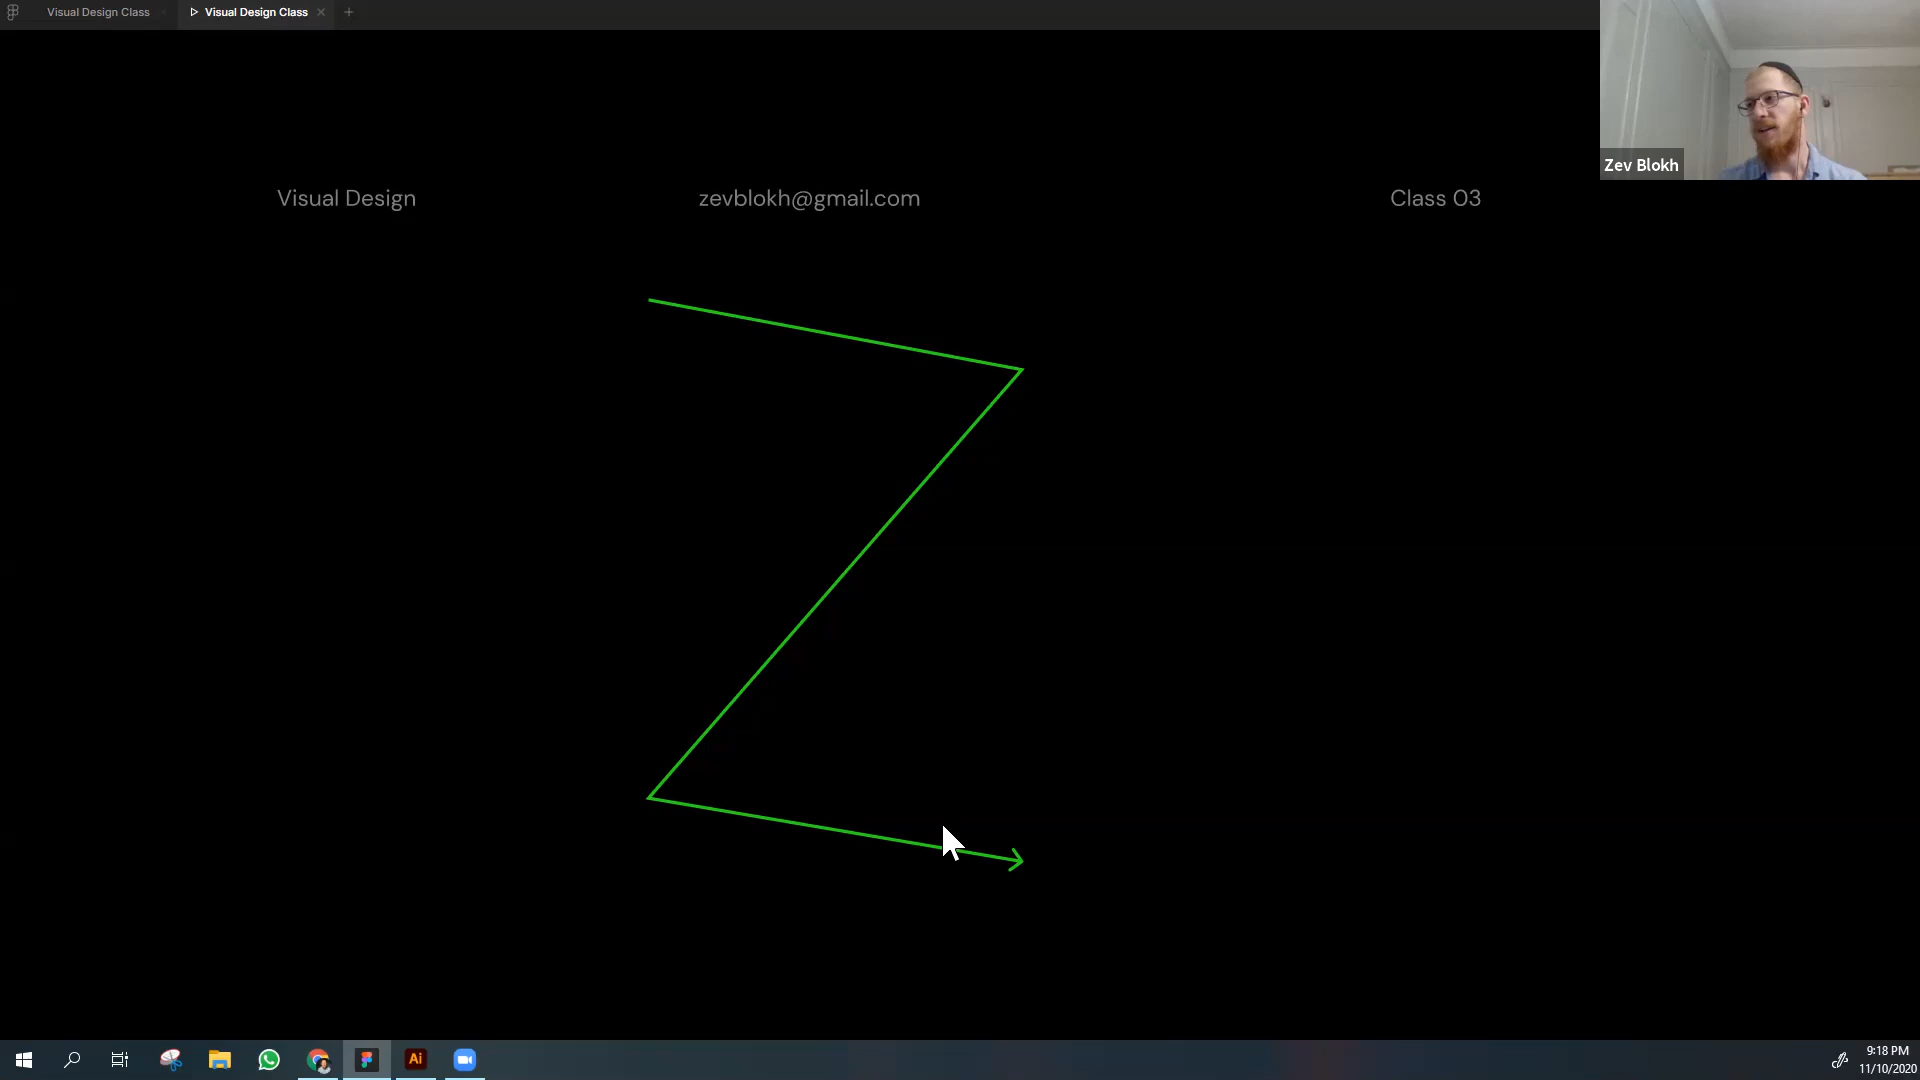 Visual Design Class
Visual Design Class
Zev Blokh
Visual Design
zevblokh@gmail.com
Class 03
Ai
9:18 PM
11/10/2020